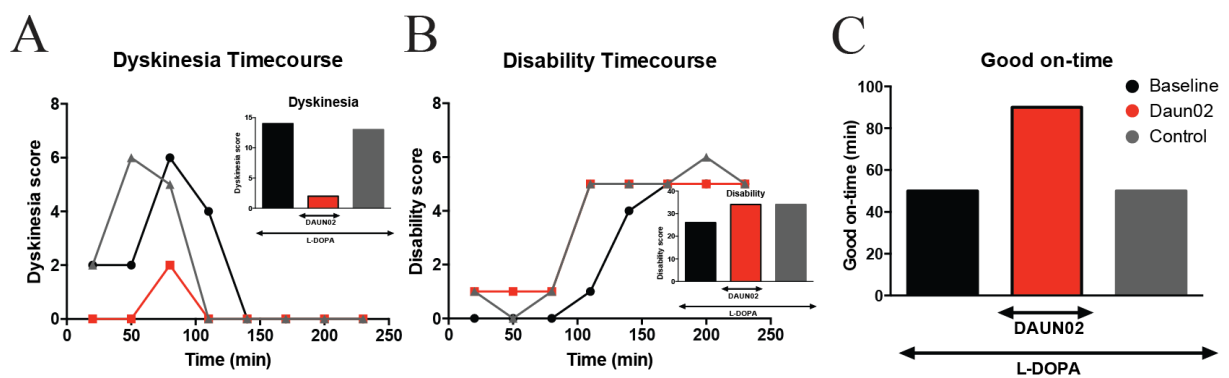 A
Dyskinesia Timecourse
Dyskinesia score
8
6
4
2
0
0
50
100
150
200
250
Time (min)
Dyskinesia
Dyskinesia score
15
10
5
0
DAUN02
L-DOPA
B
Disability Timecourse
Disability score
8
6
4
2
0
0
50
100
150
200
250
Time (min)
Disability
Disability score
40
30
20
10
0
DAUN02
L-DOPA
C
Good on-time
Good on-time (min)
100
80
60
40
20
0
Baseline
Daun02
Control
DAUN02
L-DOPA